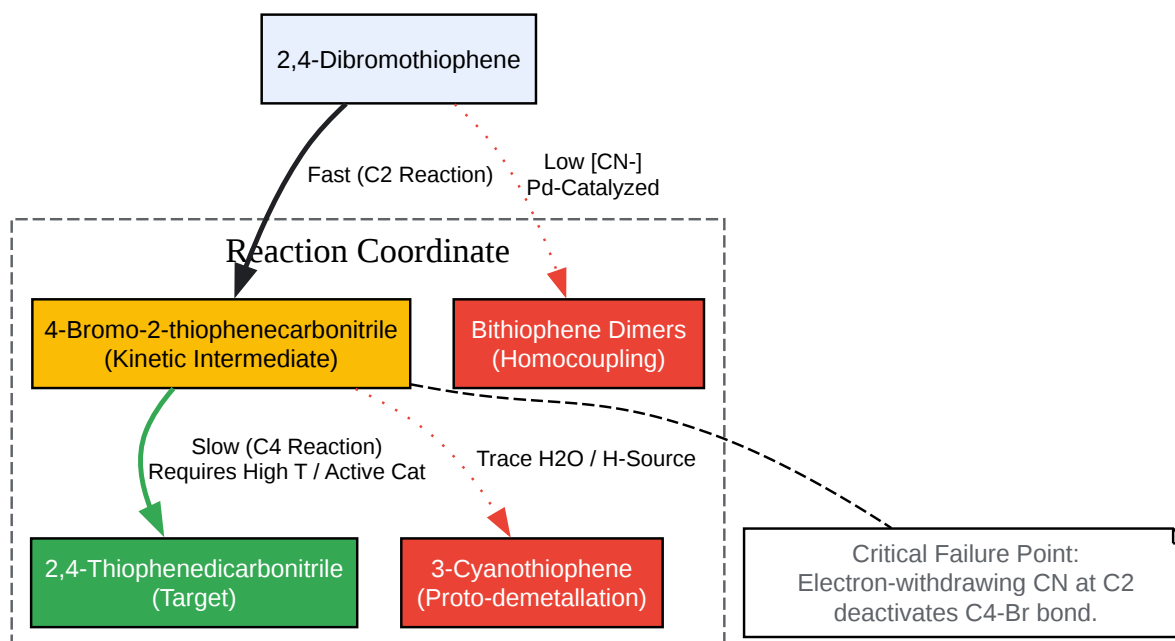 2,4-Dibromothiophene
Fast (C2 Reaction)
Low [CN-]
Pd-Catalyzed
Reaction Coordinate
4-Bromo-2-thiophenecarbonitrile
(Kinetic Intermediate)
Bithiophene Dimers
(Homocoupling)
Slow (C4 Reaction)
Requires High T / Active Cat
Trace H2O / H-Source
2,4-Thiophenedicarbonitrile
(Target)
3-Cyanothiophene
(Proto-demetallation)
Critical Failure Point:
Electron-withdrawing CN at C2
deactivates C4-Br bond.